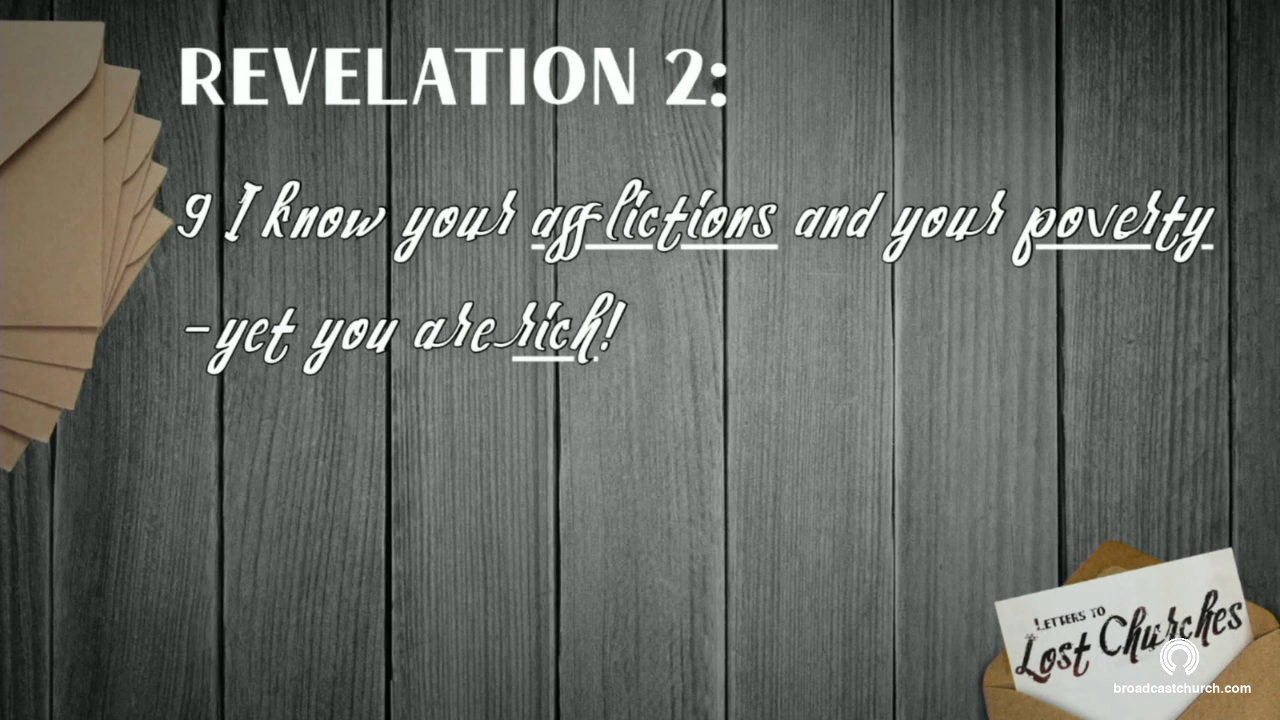 REVELATION 2:
9 I know your afflictions and your poverty
-yet you are rich!
LETTERS TO
Lost Churches
broadcastchurch.com